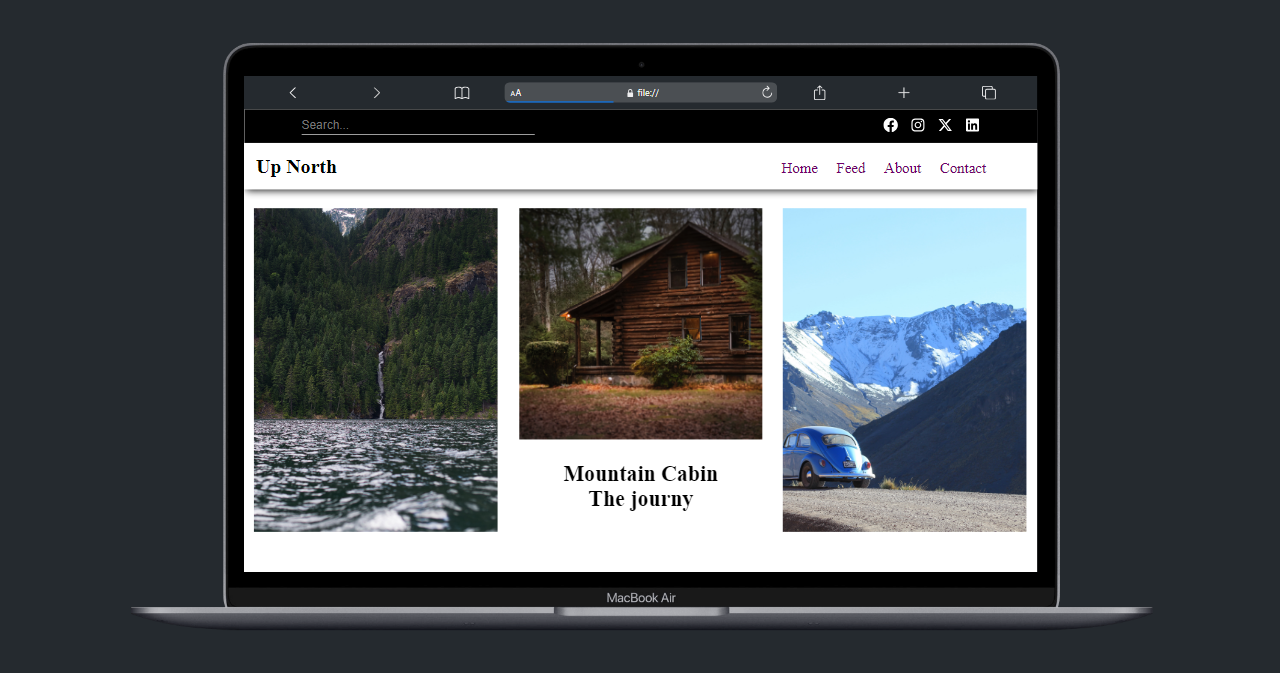 AA file://
Search...
Up North Home Feed About Contact
Mountain Cabin
The journy
MacBook Air